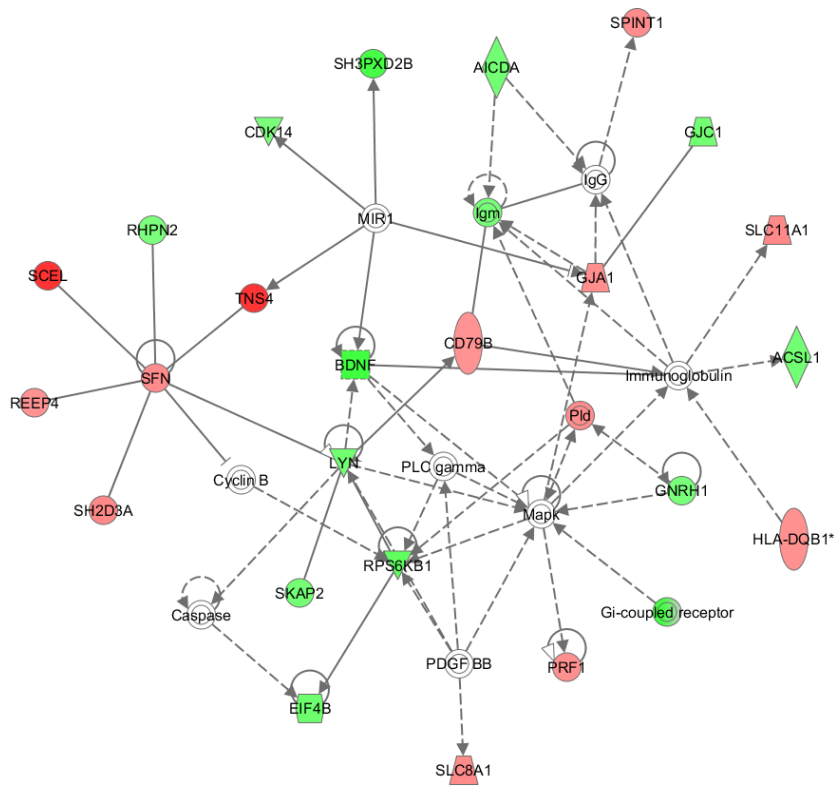 SPINT1
SH3PXD2B
AICDA
CDK14
GJC1
IgG
MIR1
Igm
RHPN2
SLC11A1
SCEL
GJA1
TNS4
CD79B
BDNF
ACSL1
SFN
Immunoglobulin
REEP4
Pld
LYN
PLC gamma
Cyclin B
GNRH1
SH2D3A
Mapk
HLA-DQB1*
RPS6KB1
SKAP2
Caspase
Gi-coupled receptor
PDGF BB
PRF1
EIF4B
SLC8A1